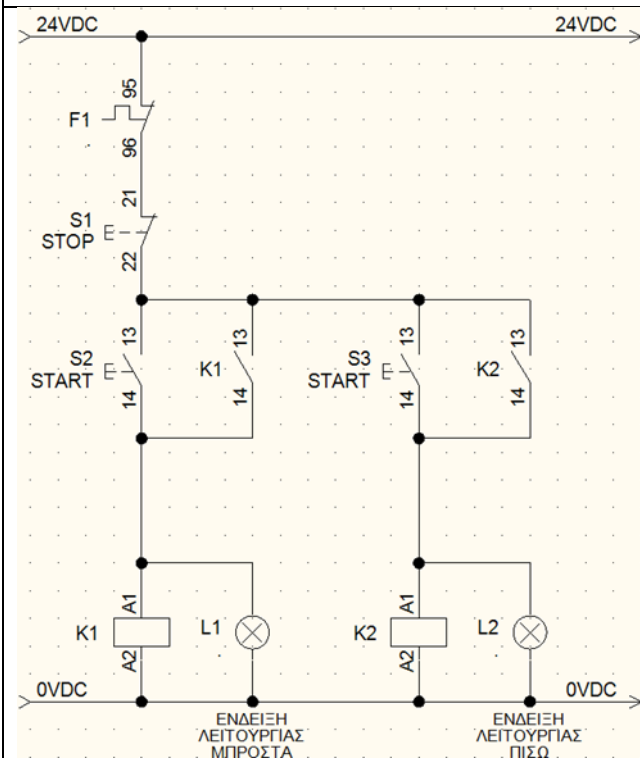 24VDC 24VDC
95
F1
96
21
S1
STOP
22
13 13 13 13
S2 K1 S3 K2
START START
14 14 14 14
A1 A1
K1 L1 K2 L2
A2 A2
0VDC 0VDC
ΕΝΔΕΙΞΗ
ΛΕΙΤΟΥΡΓΙΑΣ
ΜΠΡΟΣΤΑ
ΕΝΔΕΙΞΗ
ΛΕΙΤΟΥΡΓΙΑΣ
ΠΙΣΩ